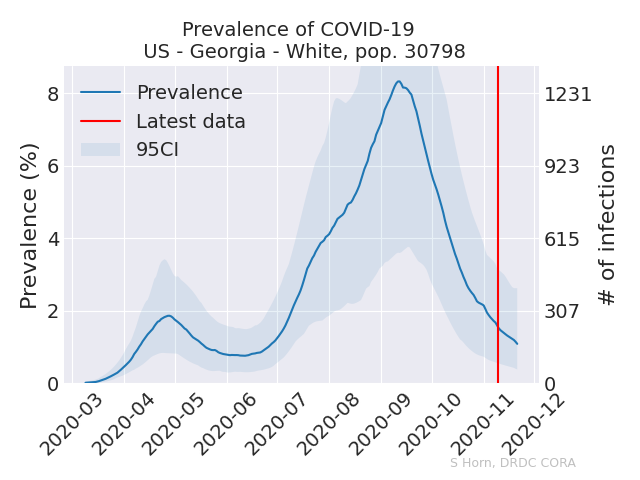 Prevalence of COVID-19
US - Georgia - White, pop. 30798
Prevalence
Latest data
95CI
Prevalence (%)
8
6
4
2
0
1231
923
615
307
0
# of infections
2020-03
2020-04
2020-05
2020-06
2020-07
2020-08
2020-09
2020-10
2020-11
2020-12
S Horn, DRDC CORA